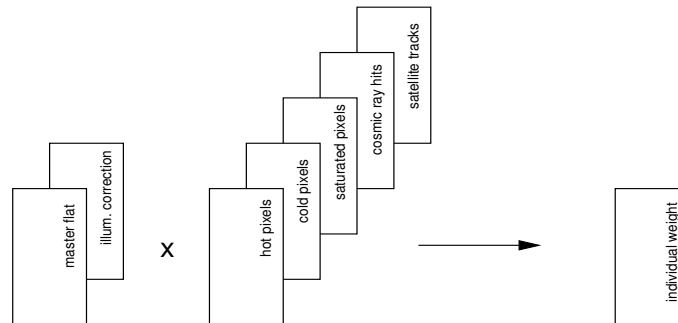 master flat
illum. correction
x
hot pixels
cold pixels
saturated pixels
cosmic ray hits
satellite tracks
individual weight